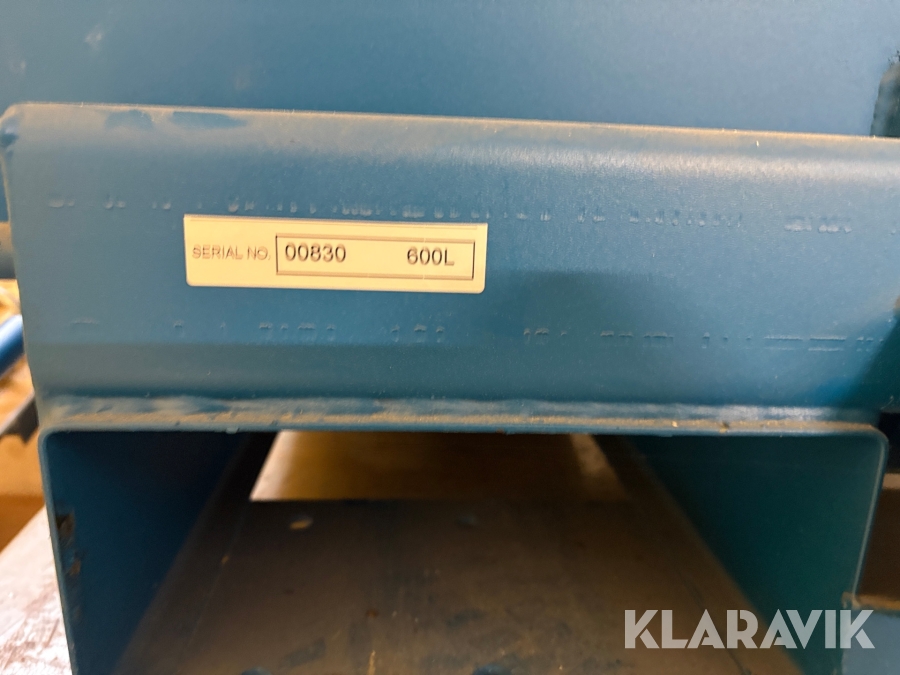 SERIAL NO. 00830 600L
KLARAVIK